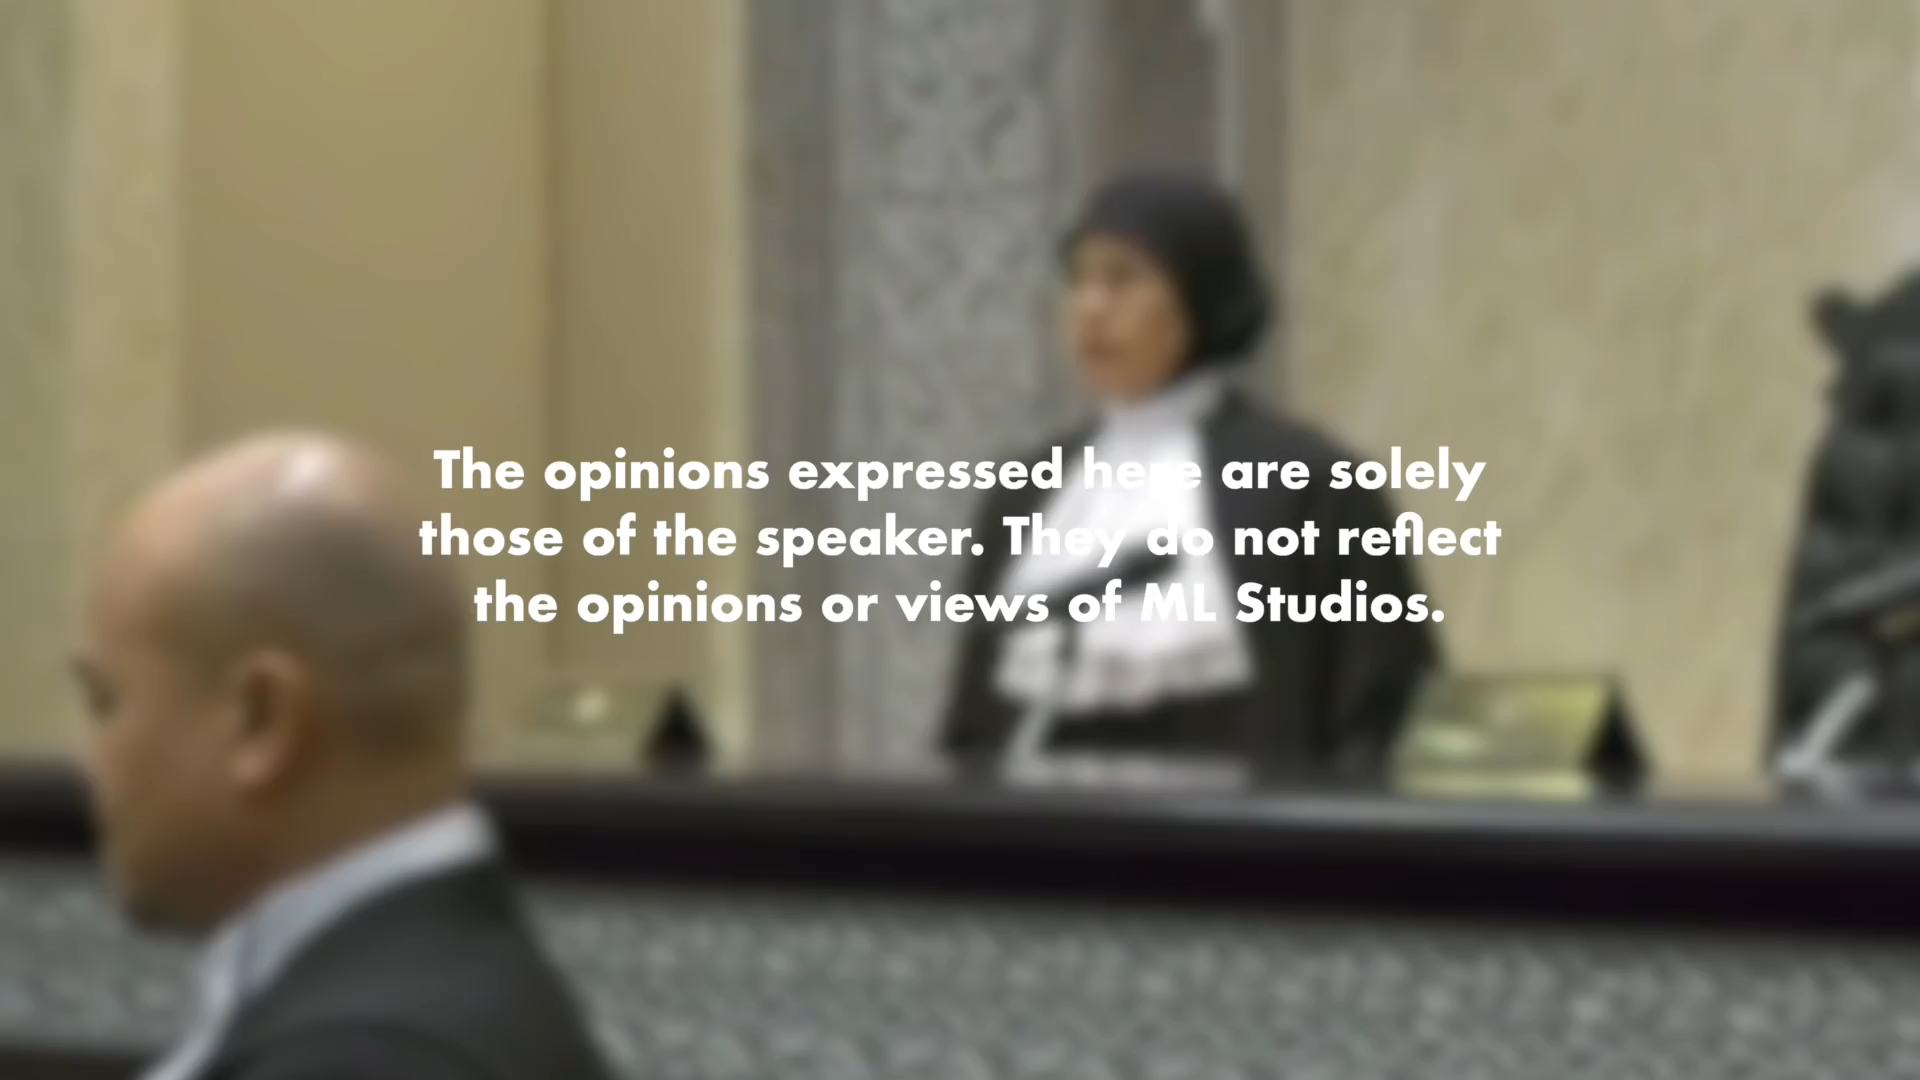 The opinions expressed here are solely
those of the speaker. They do not reflect
the opinions or views of ML Studios.